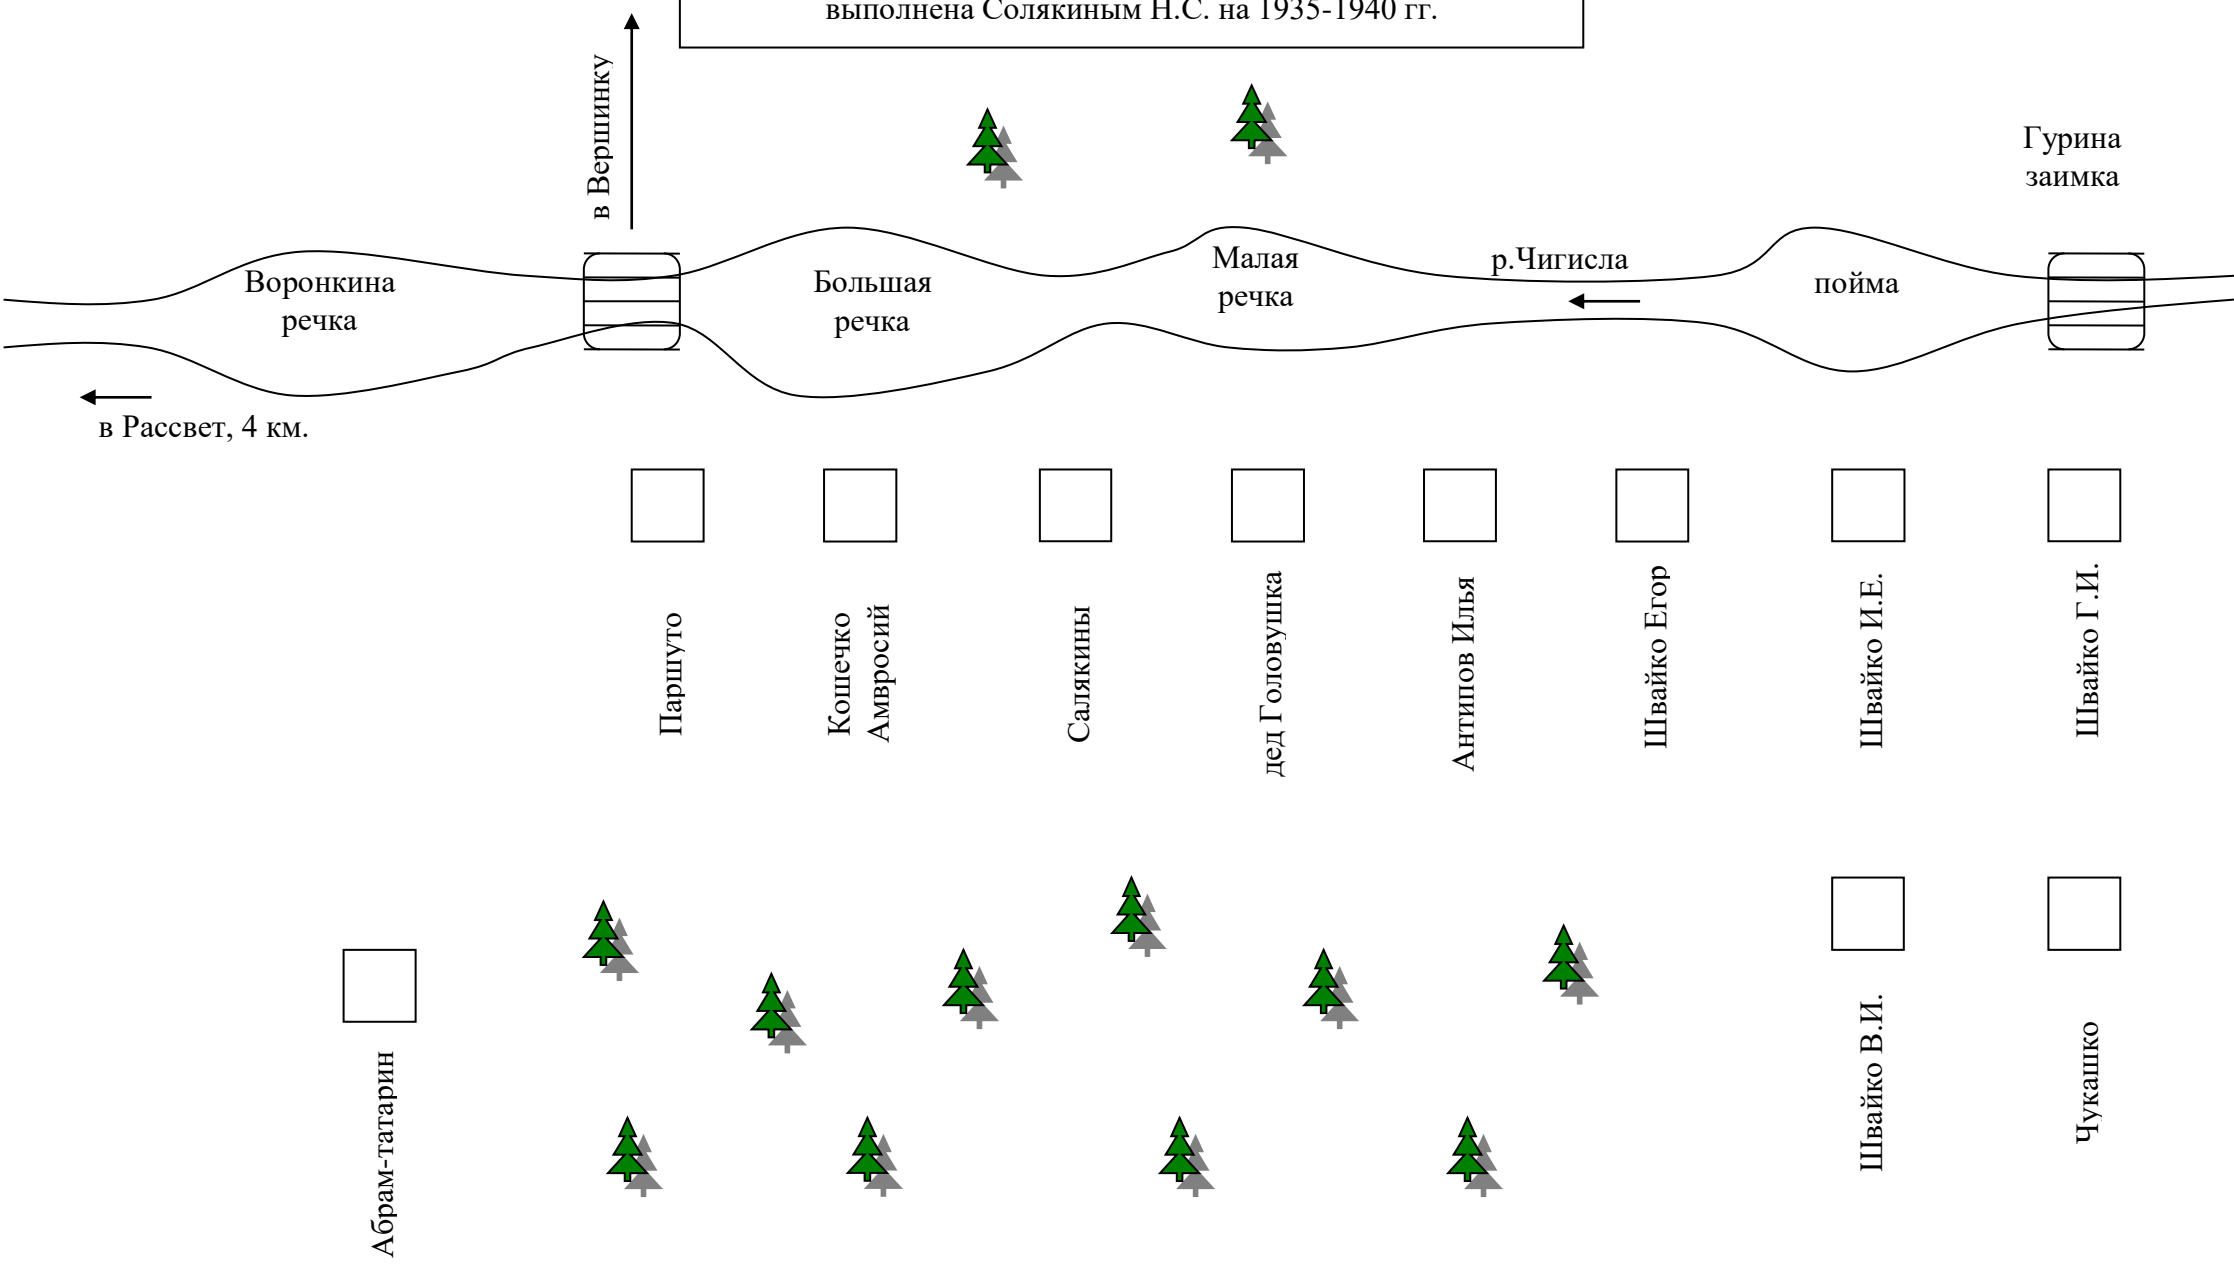 выполнена Солякиным Н.С. на 1935-1940 гг.
в Вершинку
Гурина
заимка
Воронкина
речка
Большая
речка
Малая
речка
р.Чигисла
пойма
в Рассвет, 4 км.
Паршуто
Кошечко
Амвросий
Салякины
дед Головушка
Антипов Илья
Швайко Егор
Швайко И.Е.
Швайко Г.И.
Абрам-татарин
Швайко В.И.
Чукашко